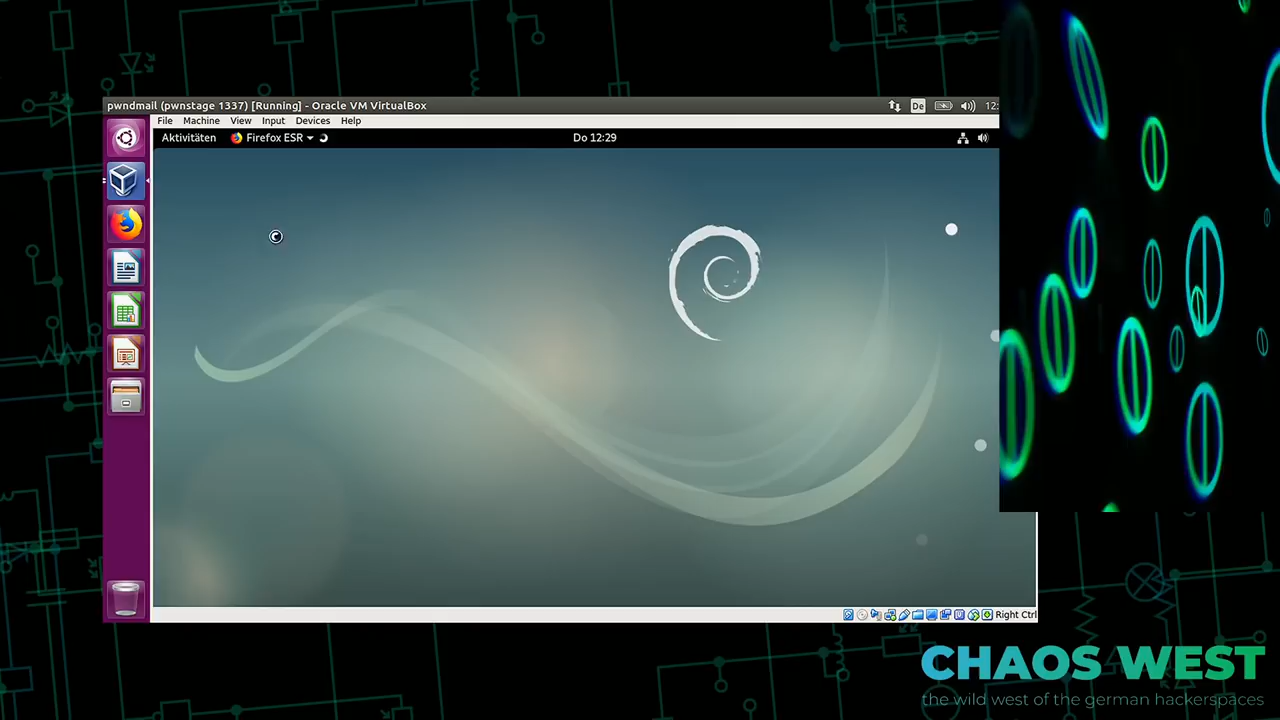 pwndmail (pwnstage 1337) [Running] - Oracle VM VirtualBox
De
12:
File Machine View Input Devices Help
Aktivitäten
Firefox ESR
Do 12:29
Right Ctrl
CHAOS WEST
the wild west of the german hackerspaces